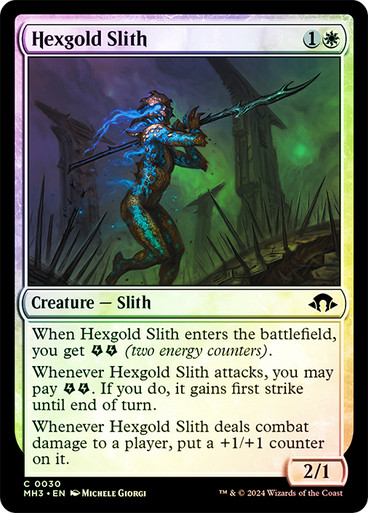 Hexgold Slith 1
Creature — Slith
When Hexgold Slith enters the battlefield,
you get (two energy counters).
Whenever Hexgold Slith attacks, you may
pay . If you do, it gains first strike
until end of turn.
Whenever Hexgold Slith deals combat
damage to a player, put a +1/+1 counter
on it.
2/1
C 0030
MH3 • EN Michele Giorgi
™ & © 2024 Wizards of the Coast